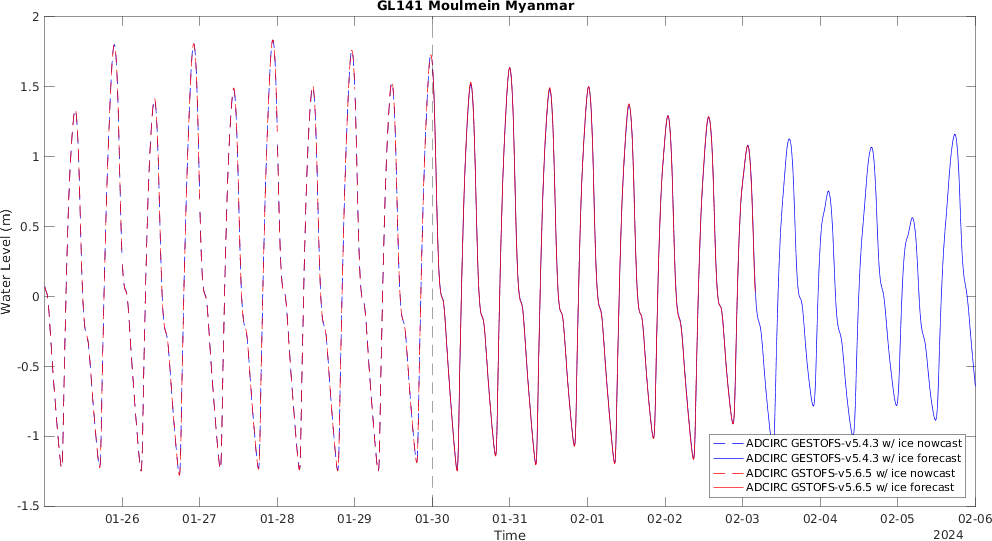 GL141 Moulmein Myanmar
2
1.5
1
0.5
0
-0.5
-1
-1.5
Water Level (m)
ADCIRC GESTOFS-v5.4.3 w/ ice nowcast
ADCIRC GESTOFS-v5.4.3 w/ ice forecast
ADCIRC GSTOFS-v5.6.5 w/ ice nowcast
ADCIRC GSTOFS-v5.6.5 w/ ice forecast
01-26 01-27 01-28 01-29 01-30 01-31 02-01 02-02 02-03 02-04 02-05 02-06
Time
2024